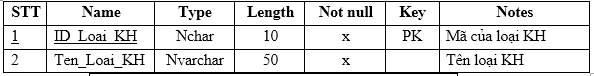 STT Name Type Length Not null Key Notes
1 ID_Loai_KH Nchar 10 x PK Mã của loại KH
2 Ten_Loai_KH Nvarchar 50 x Tên loại KH